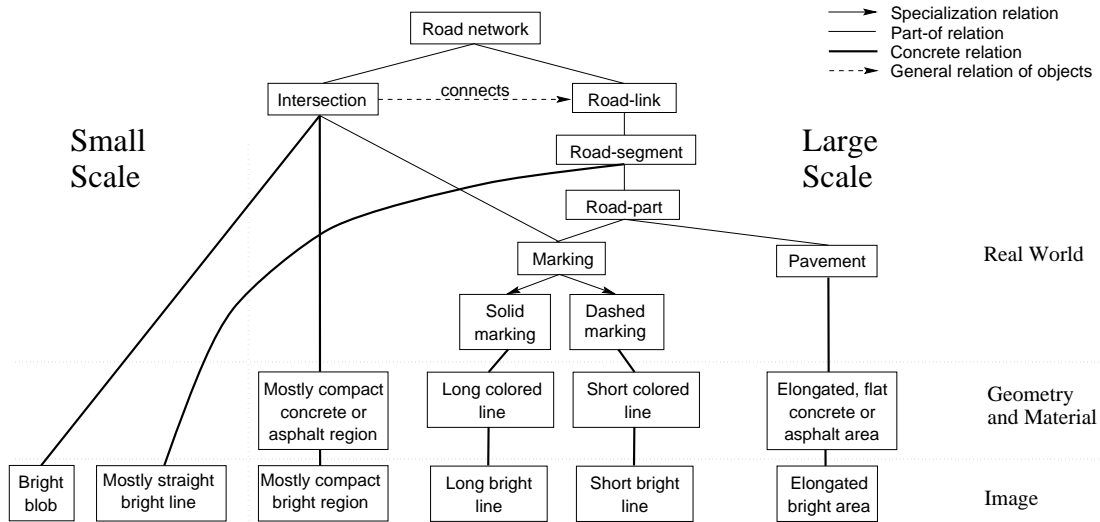 Specialization relation
Part-of relation
Concrete relation
General relation of objects
Road network
Intersection
connects
Road-link
Small
Scale
Large
Scale
Road-segment
Road-part
Marking
Pavement
Real World
Solid
marking
Dashed
marking
Mostly compact
concrete or
asphalt region
Long colored
line
Short colored
line
Elongated, flat
concrete or
asphalt area
Geometry
and Material
Bright
blob
Mostly straight
bright line
Mostly compact
bright region
Long bright
line
Short bright
line
Elongated
bright area
Image